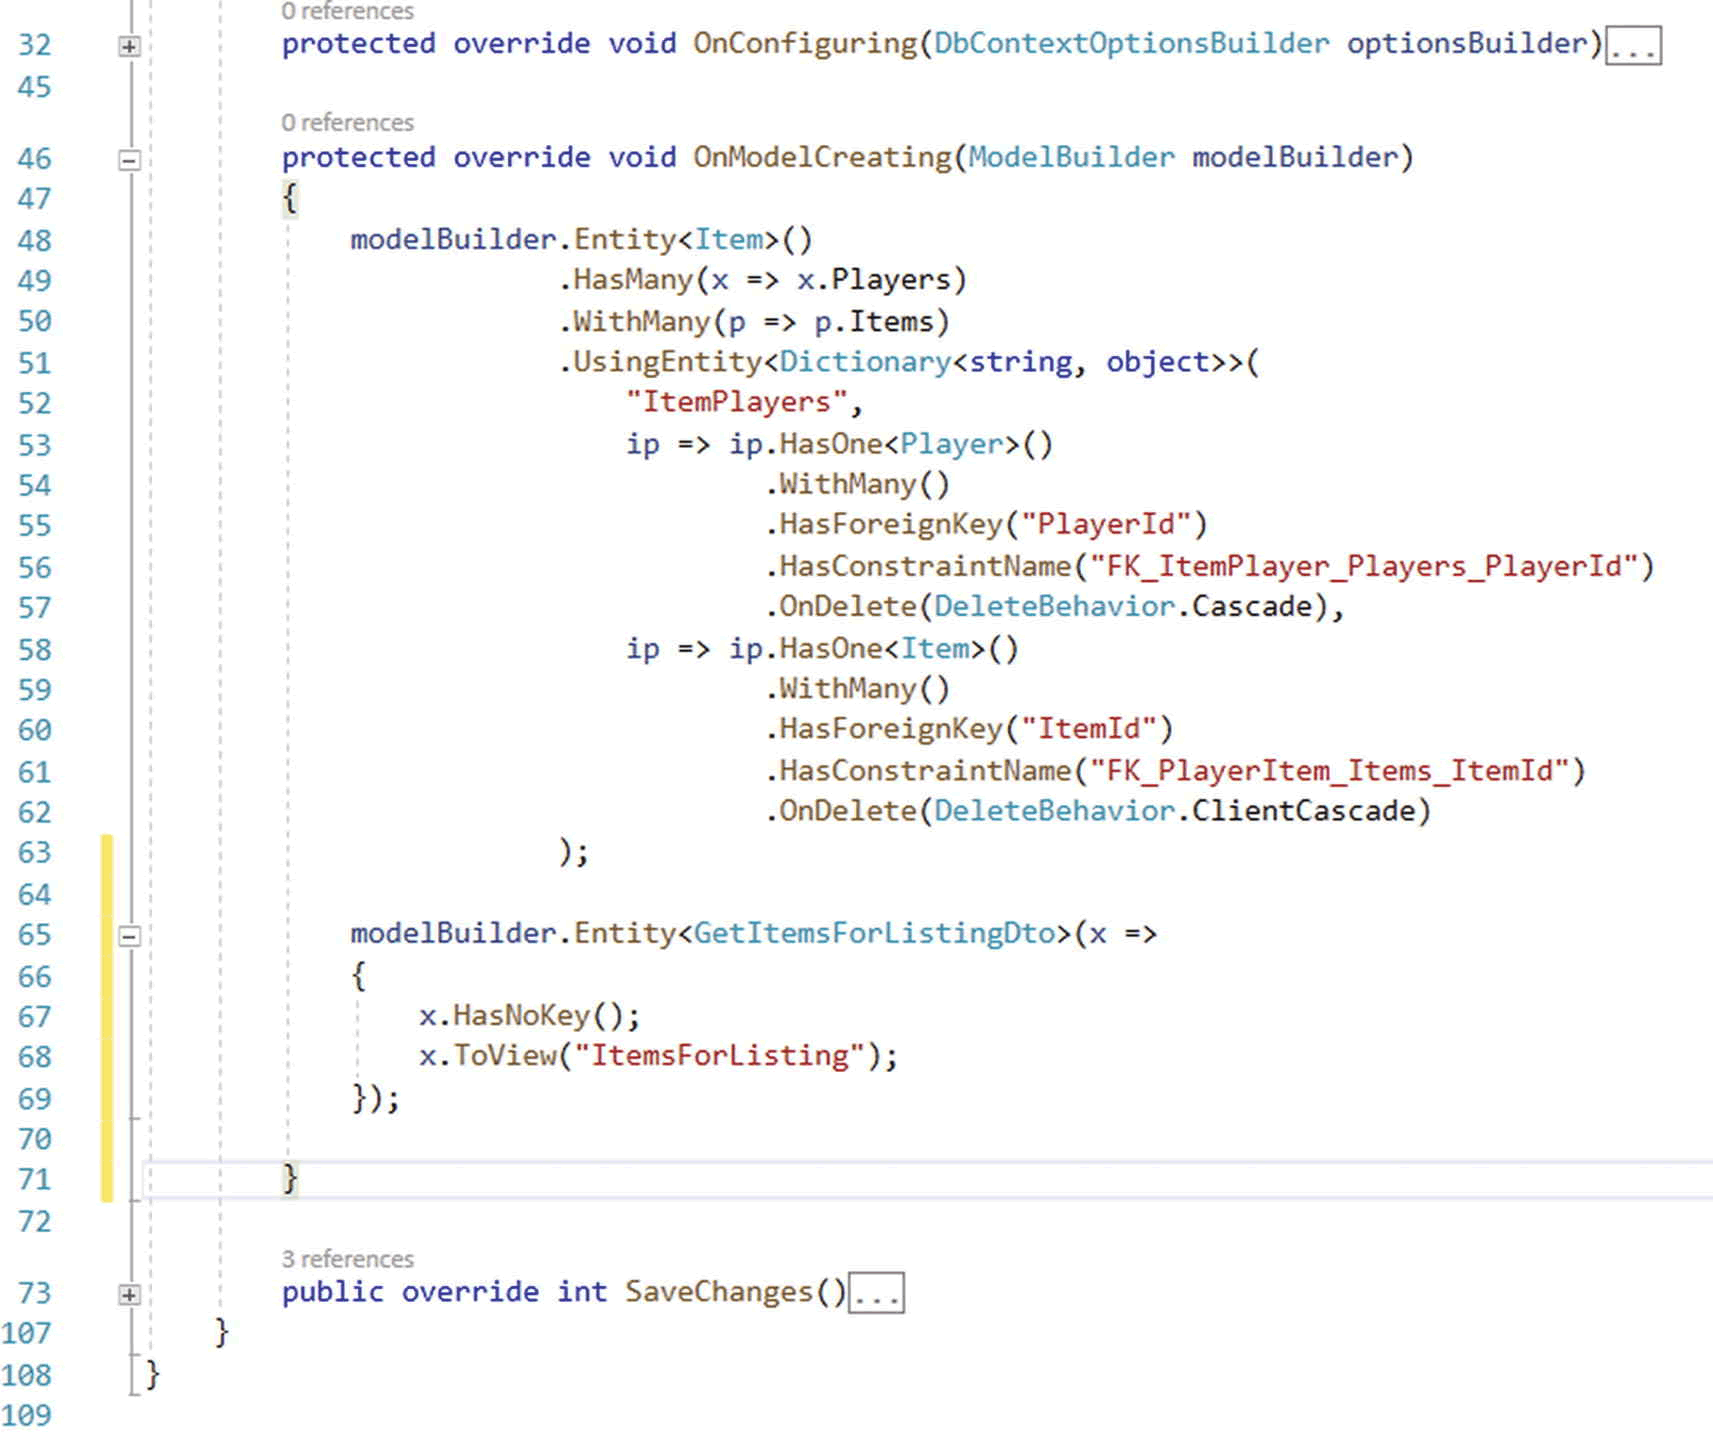 0 references
32 protected override void OnConfiguring(DbContextOptionsBuilder optionsBuilder)...
45
0 references
46 protected override void OnModelCreating(ModelBuilder modelBuilder)
47 {
48 modelBuilder.Entity<Item>()
49 .HasMany(x => x.Players)
50 .WithMany(p => p.Items)
51 .UsingEntity<Dictionary<string, object>>(
52 "ItemPlayers",
53 ip => ip.HasOne<Player>()
54 .WithMany()
55 .HasForeignKey("PlayerId")
56 .HasConstraintName("FK_ItemPlayer_Players_PlayerId")
57 .OnDelete(DeleteBehavior.Cascade),
58 ip => ip.HasOne<Item>()
59 .WithMany()
60 .HasForeignKey("ItemId")
61 .HasConstraintName("FK_PlayerItem_Items_ItemId")
62 .OnDelete(DeleteBehavior.ClientCascade)
63 );
64
65 modelBuilder.Entity<GetItemsForListingDto>(x =>
66 {
67 x.HasNoKey();
68 x.ToView("ItemsForListing");
69 });
70
71 }
72
3 references
73 public override int SaveChanges()...
107 }
108 }
109